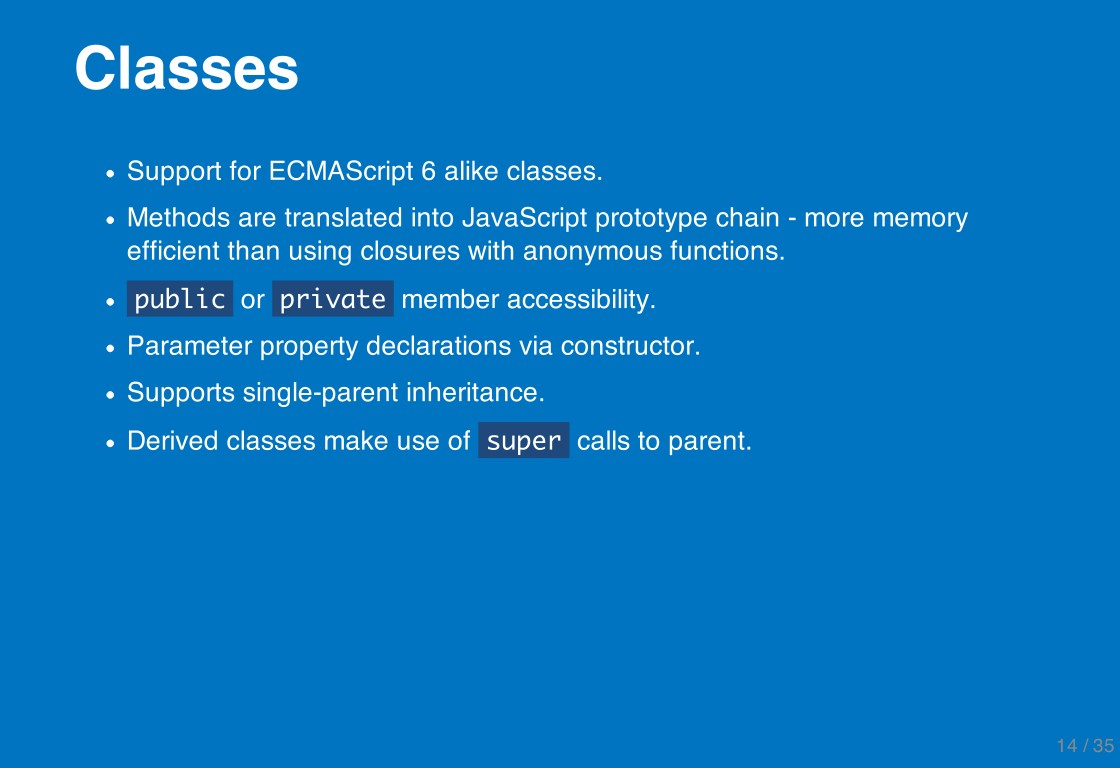 Classes
• Support for ECMAScript 6 alike classes.
• Methods are translated into JavaScript prototype chain - more memory
efficient than using closures with anonymous functions.
• public or private member accessibility.
• Parameter property declarations via constructor.
• Supports single-parent inheritance.
• Derived classes make use of super calls to parent.
14 / 35